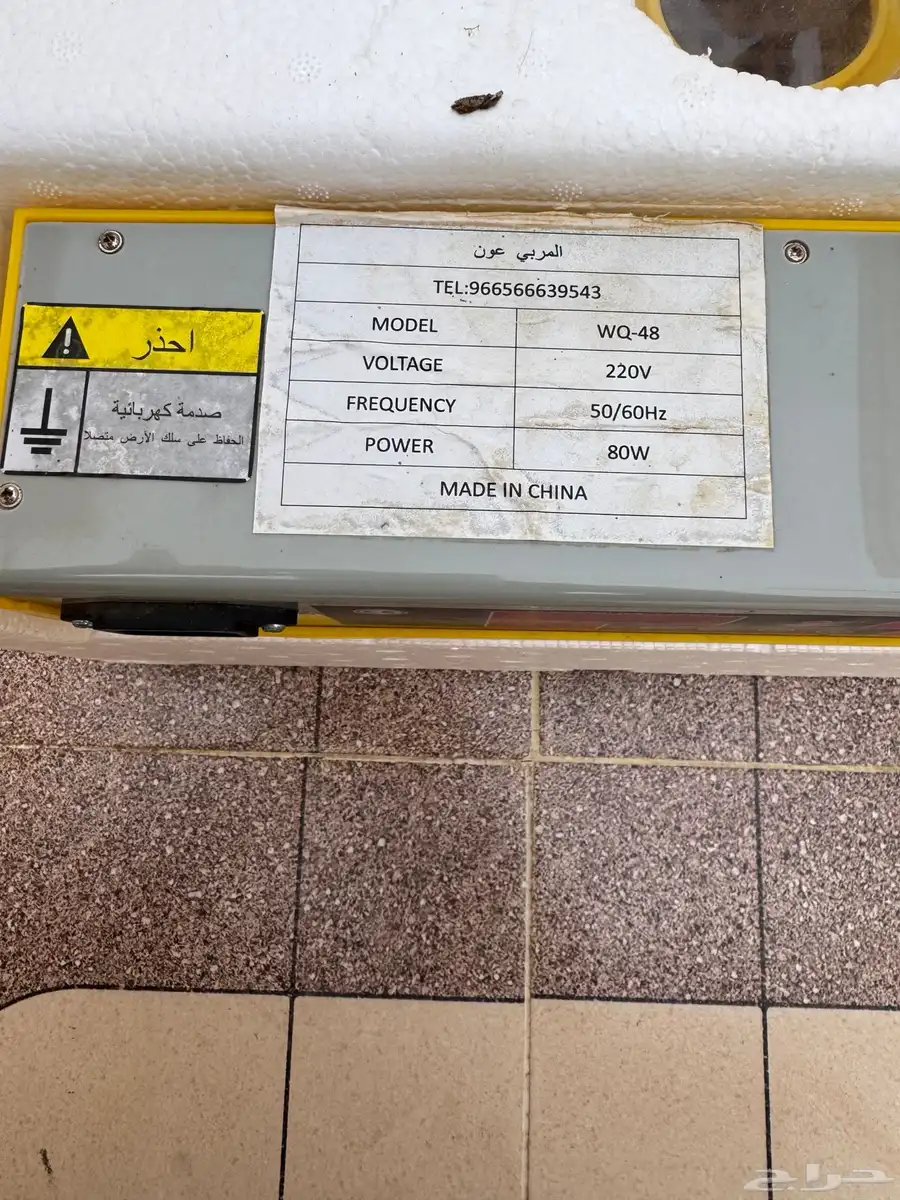 المربي عون
TEL:966566639543
MODEL WQ-48
VOLTAGE 220V
FREQUENCY 50/60Hz
POWER 80W
MADE IN CHINA
احذر
صدمة كهربائية
الحفاظ على سلك الأرض متصلا
حراج